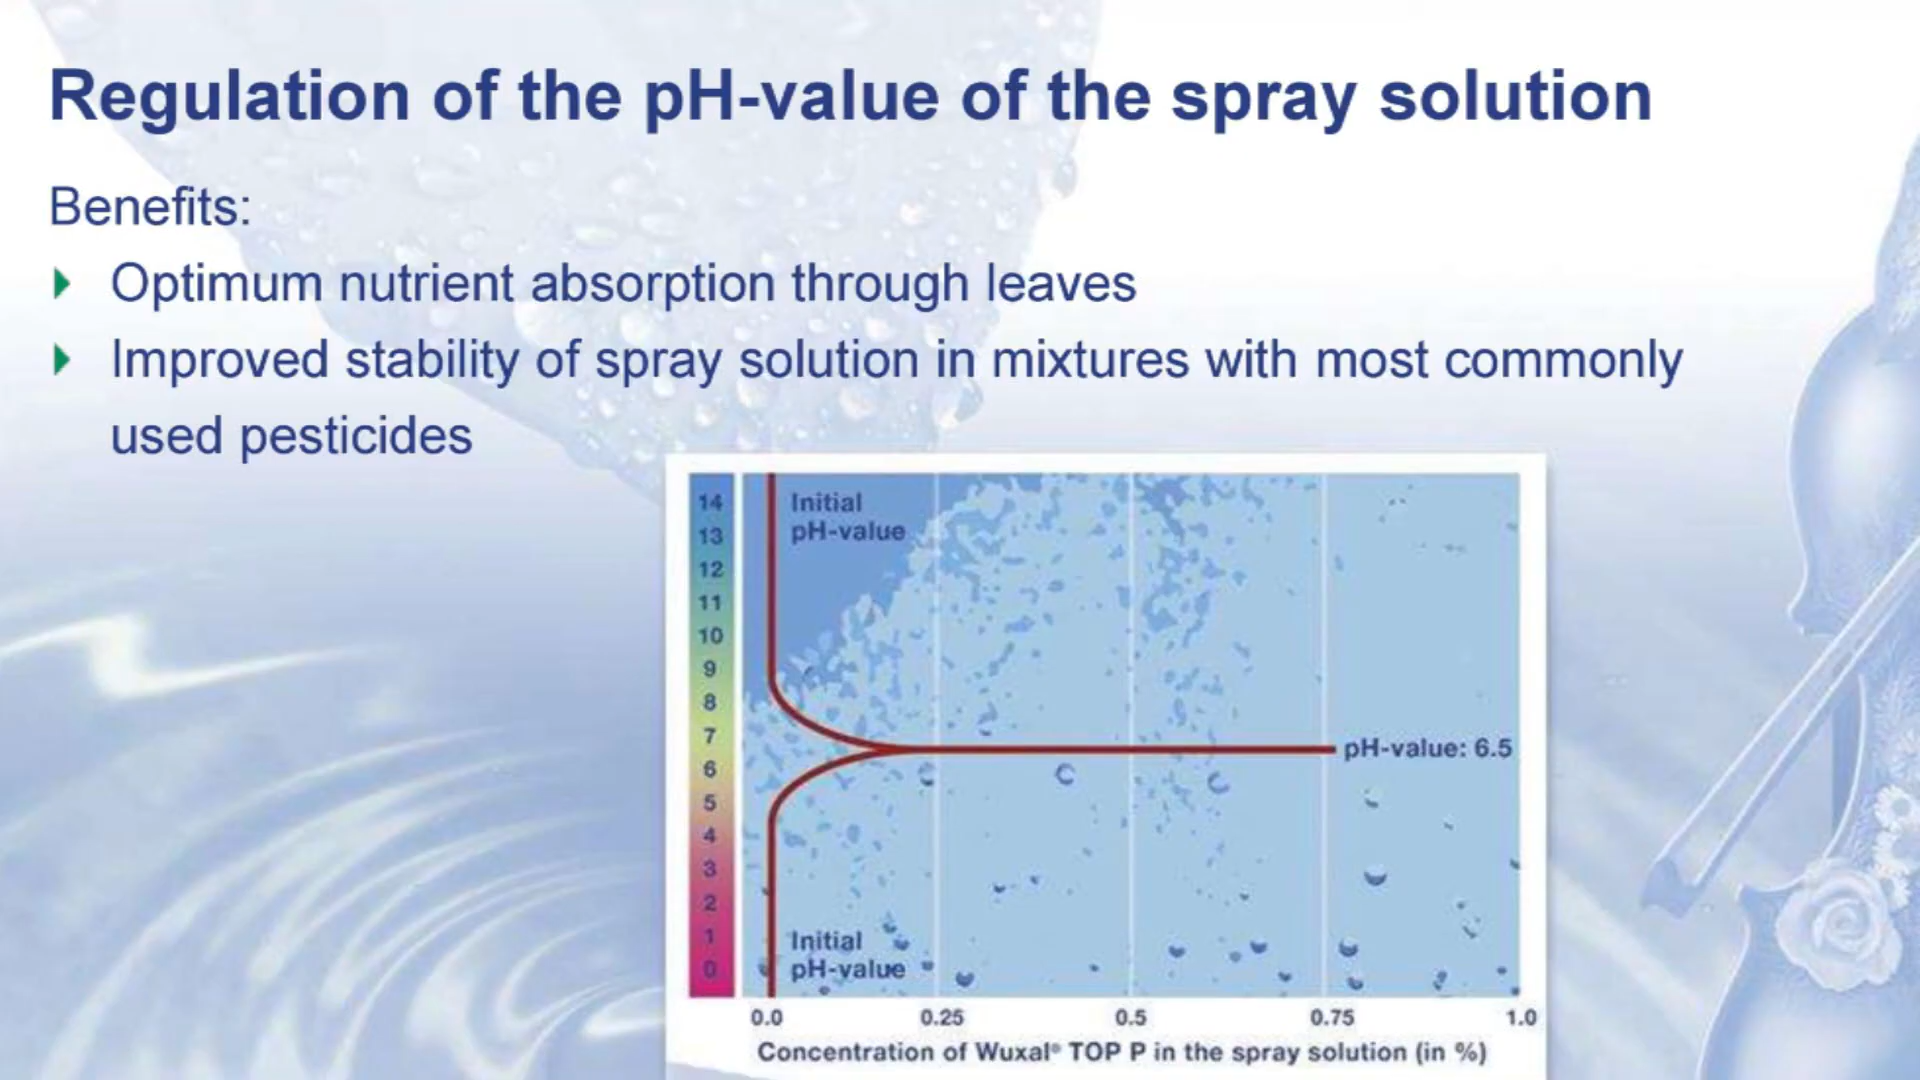 Regulation of the pH-value of the spray solution
Benefits:
Optimum nutrient absorption through leaves
Improved stability of spray solution in mixtures with most commonly
used pesticides
14
13
12
11
10
9
8
7
6
5
4
3
2
1
0
Initial
pH-value
pH-value: 6.5
Initial
pH-value
0.0 0.25 0.5 0.75 1.0
Concentration of Wuxal® TOP P in the spray solution (in %)